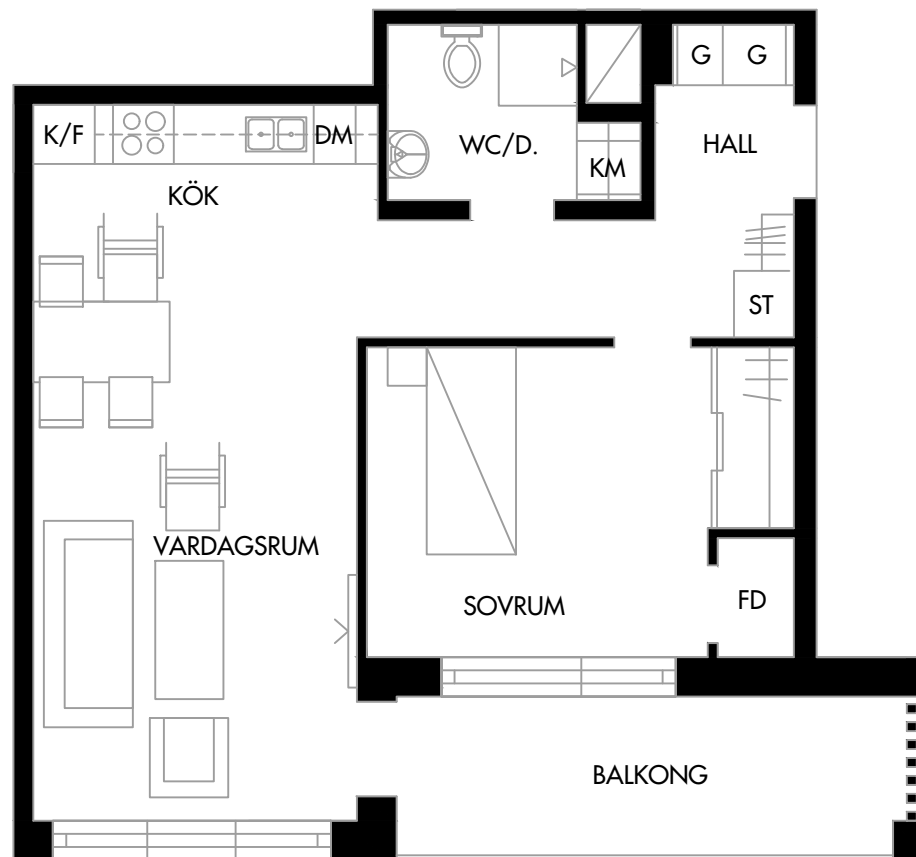 G
G
K/F
DM
WC/D.
HALL
KM
KÖK
ST
VARDAGSRUM
SOVRUM
FD
BALKONG